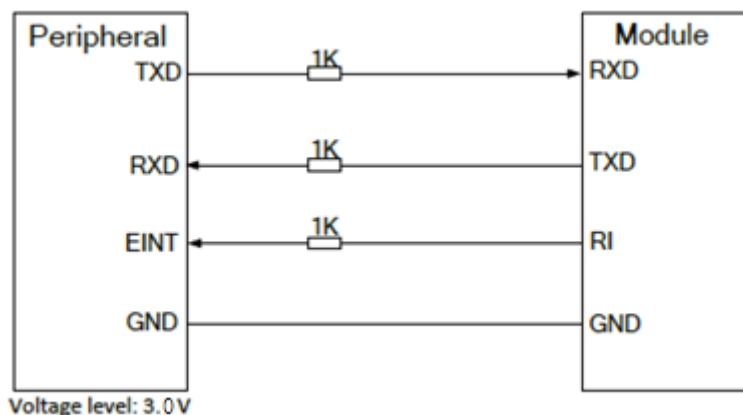 Peripheral
Module
TXD
1K
RXD
RXD
1K
TXD
EINT
1K
RI
GND
GND
Voltage level: 3.0V